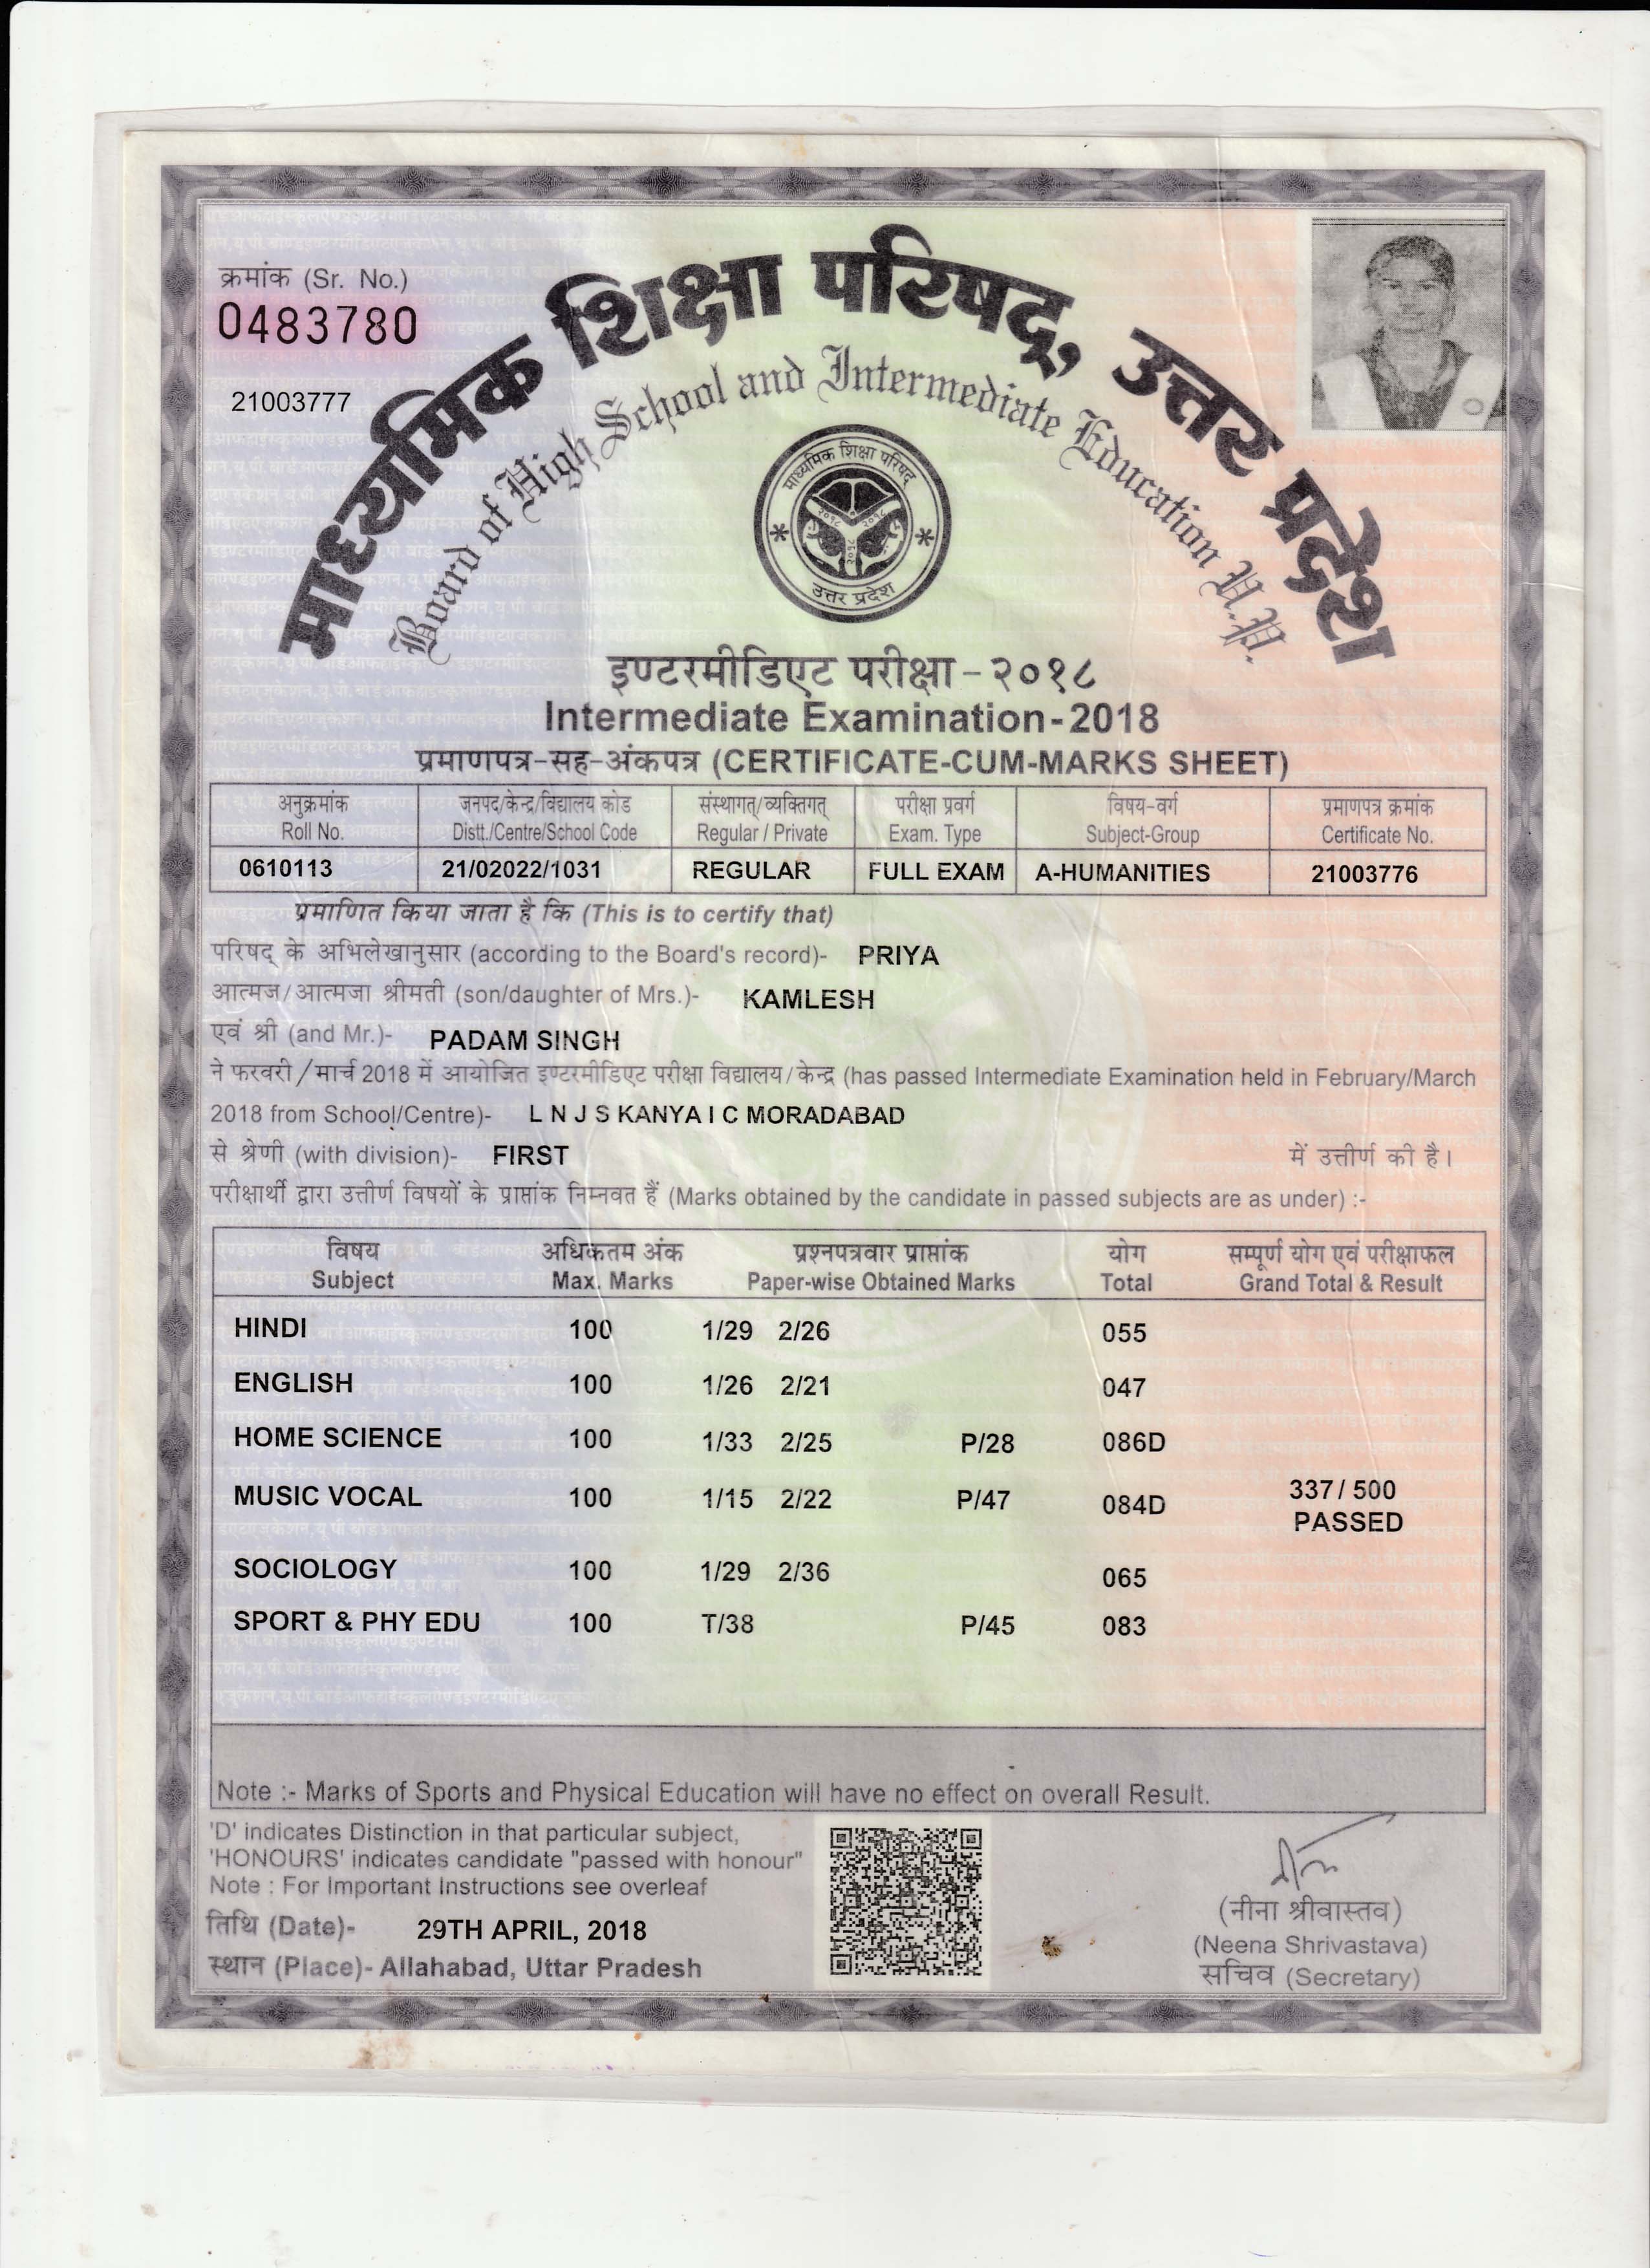 क्रमांक (Sr. No.)
0483780
21003777
माध्यमिक शिक्षा परिषद्, उत्तर प्रदेश
Board of High School and Intermediate Education U.P.
माध्यमिक शिक्षा परिषद्
२०१८ २०१८
२०१८
उत्तर प्रदेश
इण्टरमीडिएट परीक्षा - २०१८
Intermediate Examination - 2018
प्रमाणपत्र-सह-अंकपत्र (CERTIFICATE-CUM-MARKS SHEET)
अनुक्रमांक जनपद/केन्द्र/विद्यालय कोड संस्थागत्/व्यक्तिगत् परीक्षा प्रवर्ग विषय-वर्ग प्रमाणपत्र क्रमांक
Roll No. Distt./Centre/School Code Regular / Private Exam. Type Subject-Group Certificate No.
0610113 21/02022/1031 REGULAR FULL EXAM A-HUMANITIES 21003776
प्रमाणित किया जाता है कि (This is to certify that)
परिषद् के अभिलेखानुसार (according to the Board's record)- PRIYA
आत्मज/आत्मजा श्रीमती (son/daughter of Mrs.)- KAMLESH
एवं श्री (and Mr.)- PADAM SINGH
ने फरवरी/मार्च 2018 में आयोजित इण्टरमीडिएट परीक्षा विद्यालय/केन्द्र (has passed Intermediate Examination held in February/March
2018 from School/Centre)- L N J S KANYA I C MORADABAD
से श्रेणी (with division)- FIRST में उत्तीर्ण की है।
परीक्षार्थी द्वारा उत्तीर्ण विषयों के प्राप्तांक निम्नवत हैं (Marks obtained by the candidate in passed subjects are as under) :-
विषय अधिकतम अंक प्रश्नपत्रवार प्राप्तांक योग सम्पूर्ण योग एवं परीक्षाफल
Subject Max. Marks Paper-wise Obtained Marks Total Grand Total & Result
HINDI 100 1/29 2/26 055
ENGLISH 100 1/26 2/21 047
HOME SCIENCE 100 1/33 2/25 P/28 086D
MUSIC VOCAL 100 1/15 2/22 P/47 084D 337/ 500
PASSED
SOCIOLOGY 100 1/29 2/36 065
SPORT & PHY EDU 100 T/38 P/45 083
Note :- Marks of Sports and Physical Education will have no effect on overall Result.
'D' indicates Distinction in that particular subject,
'HONOURS' indicates candidate "passed with honour"
Note : For Important Instructions see overleaf
तिथि (Date)- 29TH APRIL, 2018
स्थान (Place)- Allahabad, Uttar Pradesh
(नीना श्रीवास्तव)
(Neena Shrivastava)
सचिव (Secretary)